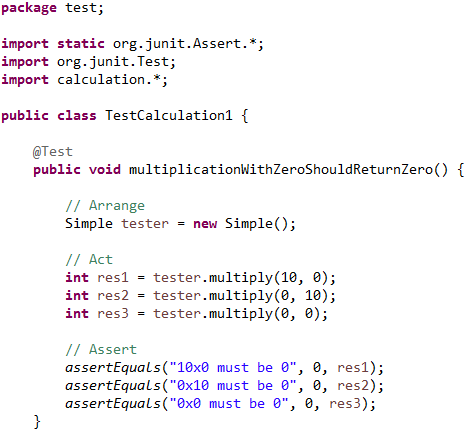 package test;
import static org.junit.Assert.*;
import org.junit.Test;
import calculation.*;
public class TestCalculation1 {
@Test
public void multiplicationWithZeroShouldReturnZero() {
// Arrange
Simple tester = new Simple();
// Act
int res1 = tester.multiply(10, 0);
int res2 = tester.multiply(0, 10);
int res3 = tester.multiply(0, 0);
// Assert
assertEquals("10x0 must be 0", 0, res1);
assertEquals("0x10 must be 0", 0, res2);
assertEquals("0x0 must be 0", 0, res3);
}